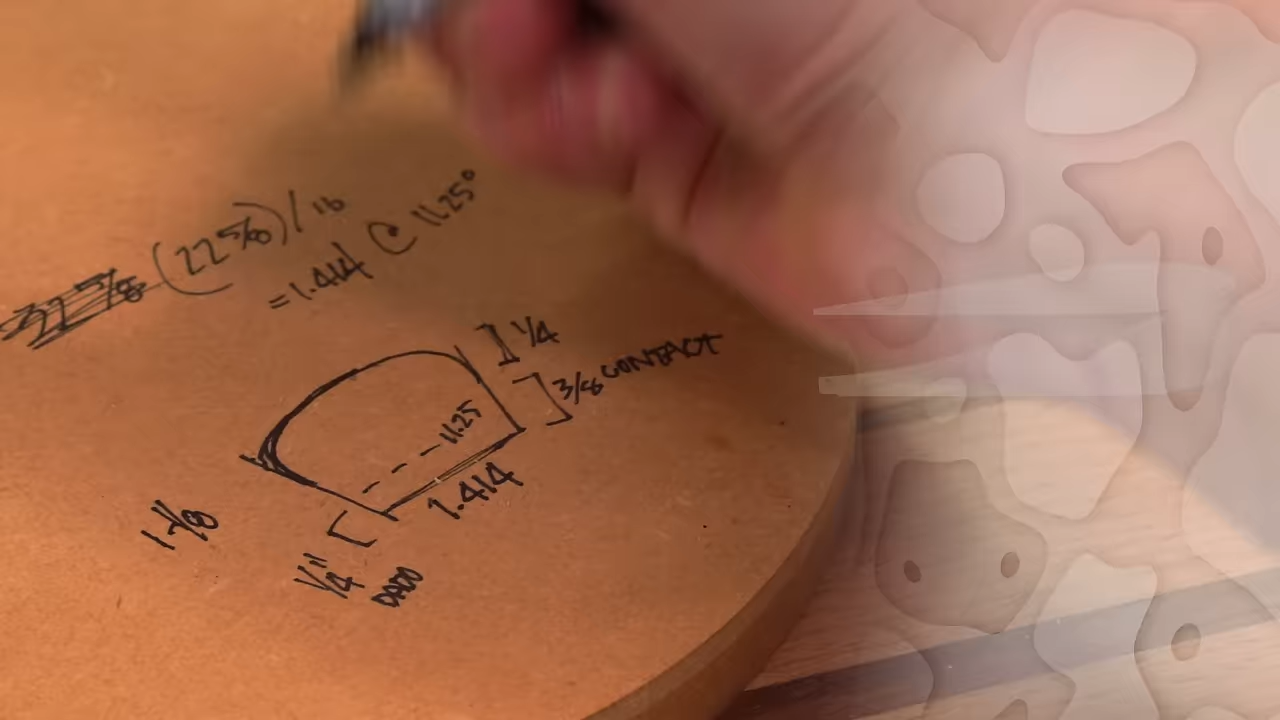 (22 5/8)/16
= 1.414 @ 11.25°
1/4
3/8 CONTACT
11.25
1.414
1 7/8
1/4"
DADO